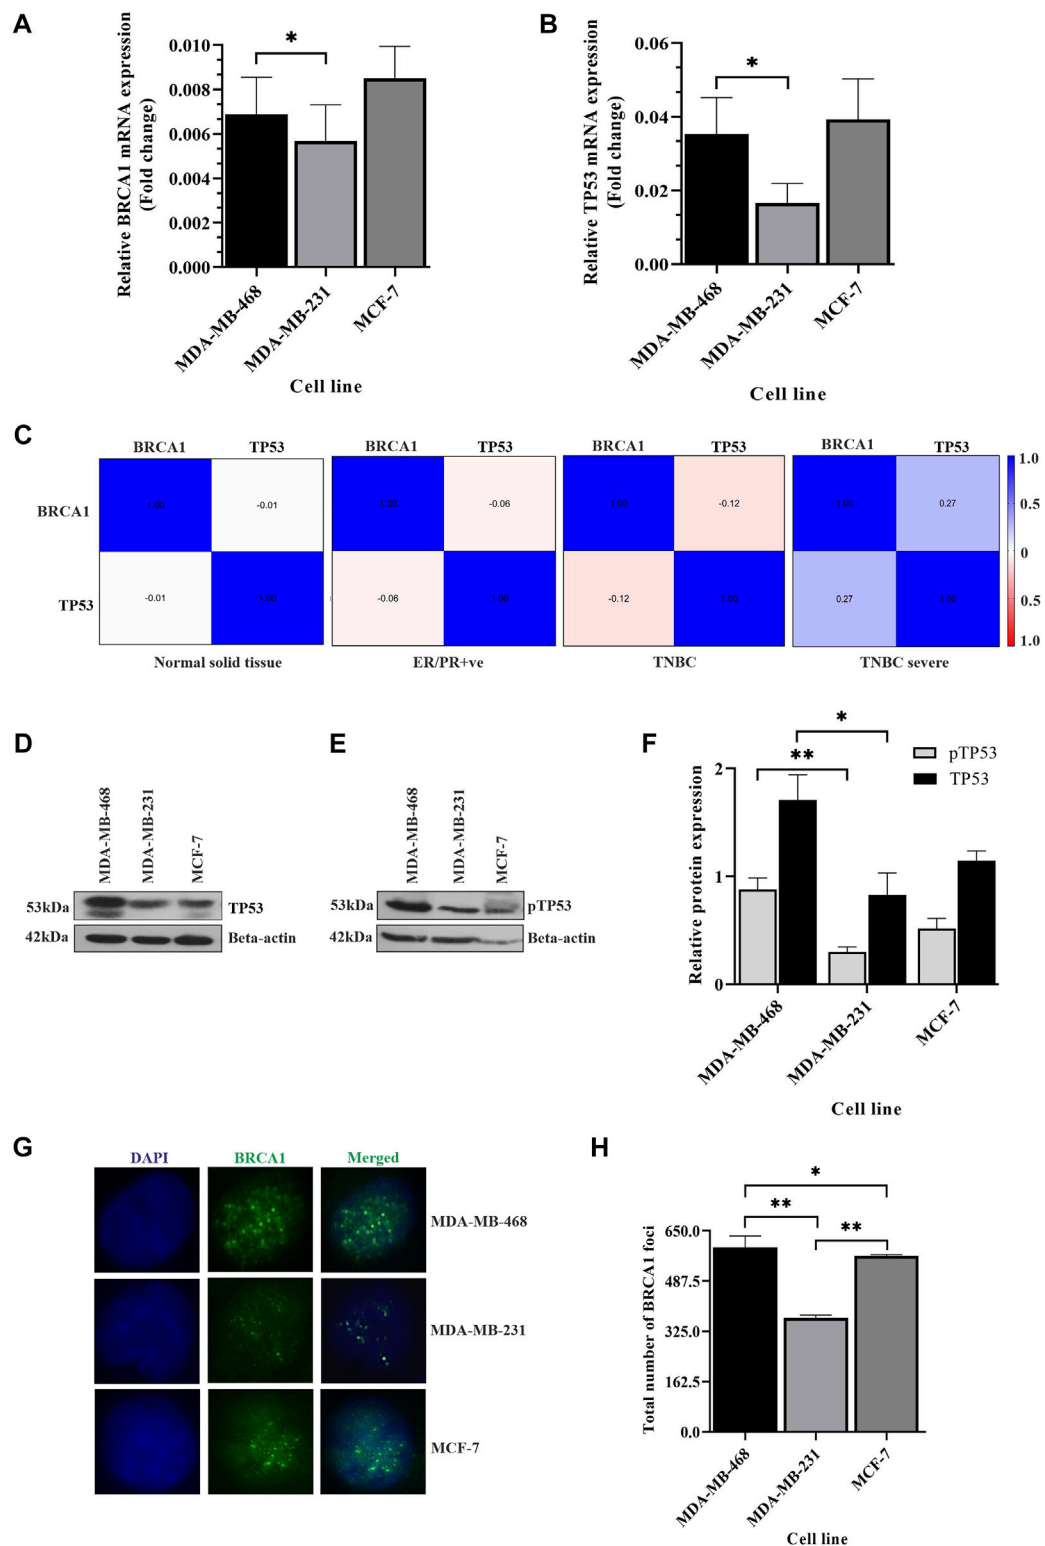 A
Relative BRCA1 mRNA expression
(Fold change)
0.010
0.008
0.006
0.004
0.002
0.000
*
MDA-MB-468
MDA-MB-231
MCF-7
Cell line
B
Relative TP53 mRNA expression
(Fold change)
0.06
0.04
0.02
0.00
*
MDA-MB-468
MDA-MB-231
MCF-7
Cell line
C
BRCA1 TP53 BRCA1 TP53 BRCA1 TP53 BRCA1 TP53
BRCA1
1.00 -0.01 1.00 -0.06 1.00 -0.12 1.00 0.27
TP53
-0.01 1.00 -0.06 1.00 -0.12 1.00 0.27 1.00
1.0
0.5
0
0.5
1.0
Normal solid tissue ER/PR+ve TNBC TNBC severe
D
MDA-MB-468
MDA-MB-231
MCF-7
53kDa TP53
42kDa Beta-actin
E
MDA-MB-468
MDA-MB-231
MCF-7
53kDa pTP53
42kDa Beta-actin
F
Relative protein expression
2
1
0
*
**
pTP53
TP53
MDA-MB-468
MDA-MB-231
MCF-7
Cell line
G
DAPI BRCA1 Merged
MDA-MB-468
MDA-MB-231
MCF-7
H
Total number of BRCA1 foci
650.0
487.5
325.0
162.5
0.0
*
**
**
MDA-MB-468
MDA-MB-231
MCF-7
Cell line